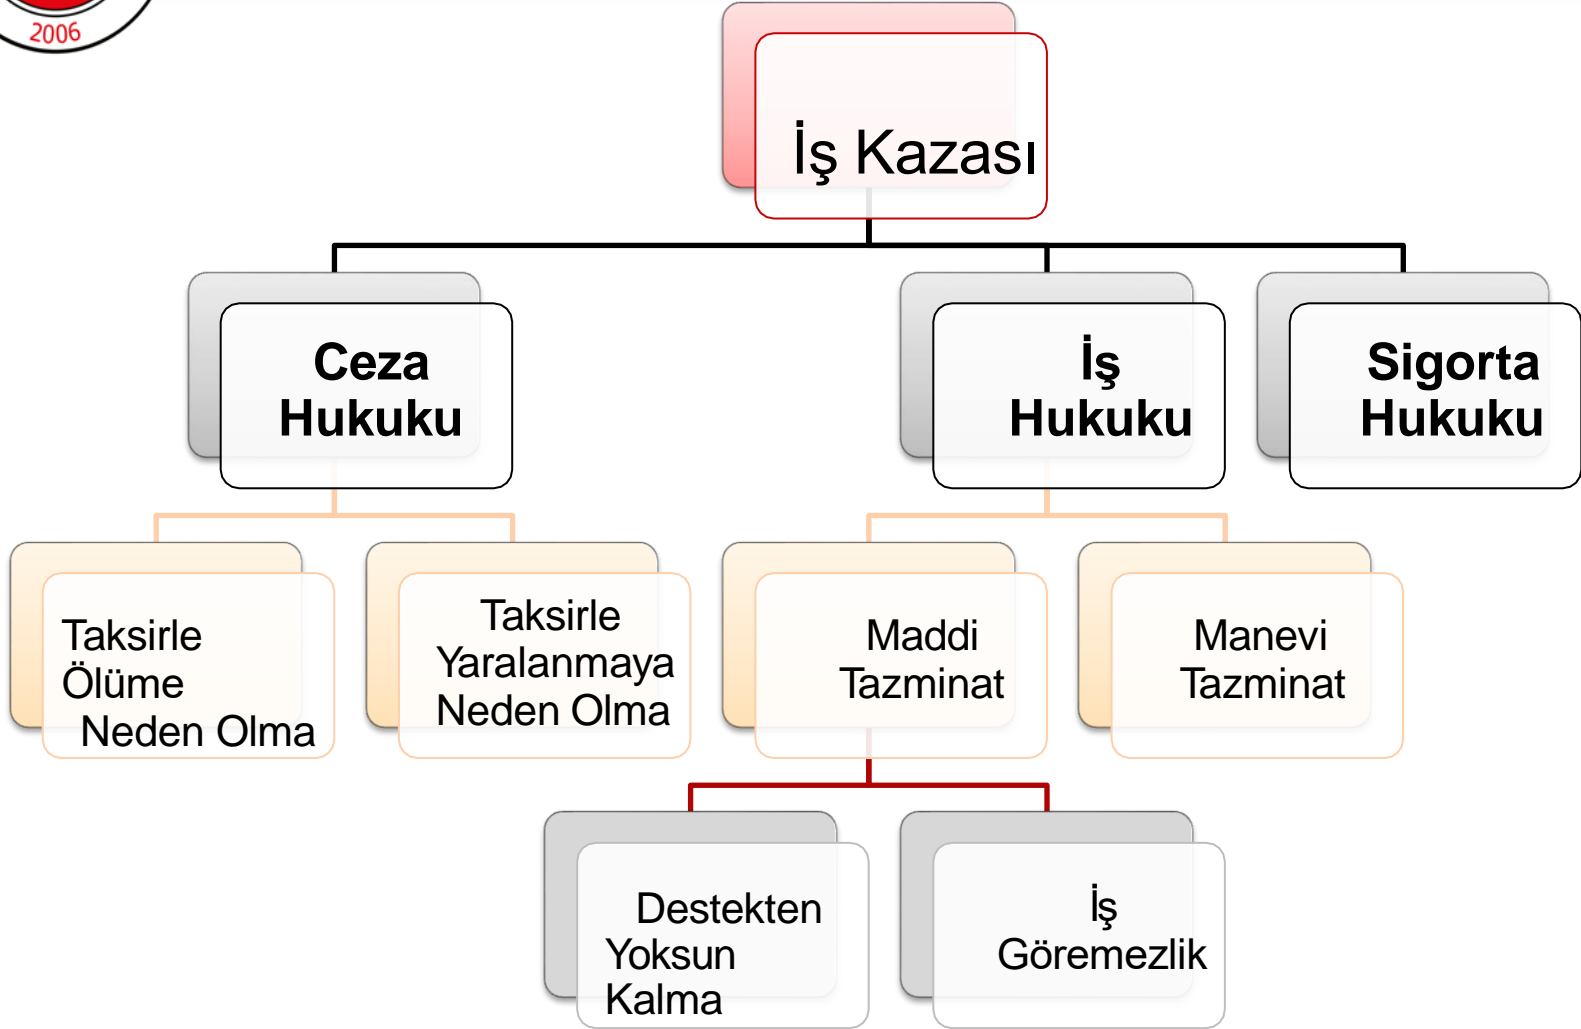 2006
İş Kazası
Ceza
Hukuku
İş
Hukuku
Sigorta
Hukuku
Taksirle
Ölüme
Neden Olma
Taksirle
Yaralanmaya
Neden Olma
Maddi
Tazminat
Manevi
Tazminat
Destekten
Yoksun
Kalma
İş
Göremezlik